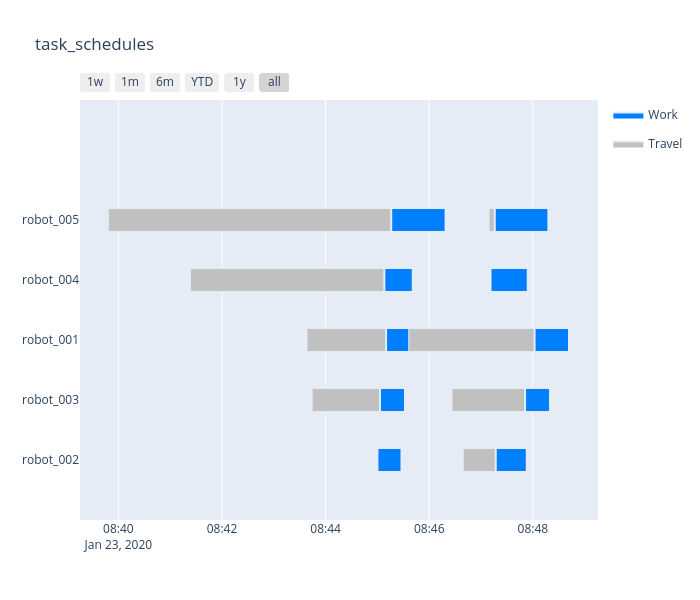 task_schedules
1w 1m 6m YTD 1y all
Work
Travel
robot_005
robot_004
robot_001
robot_003
robot_002
08:40 08:42 08:44 08:46 08:48
Jan 23, 2020